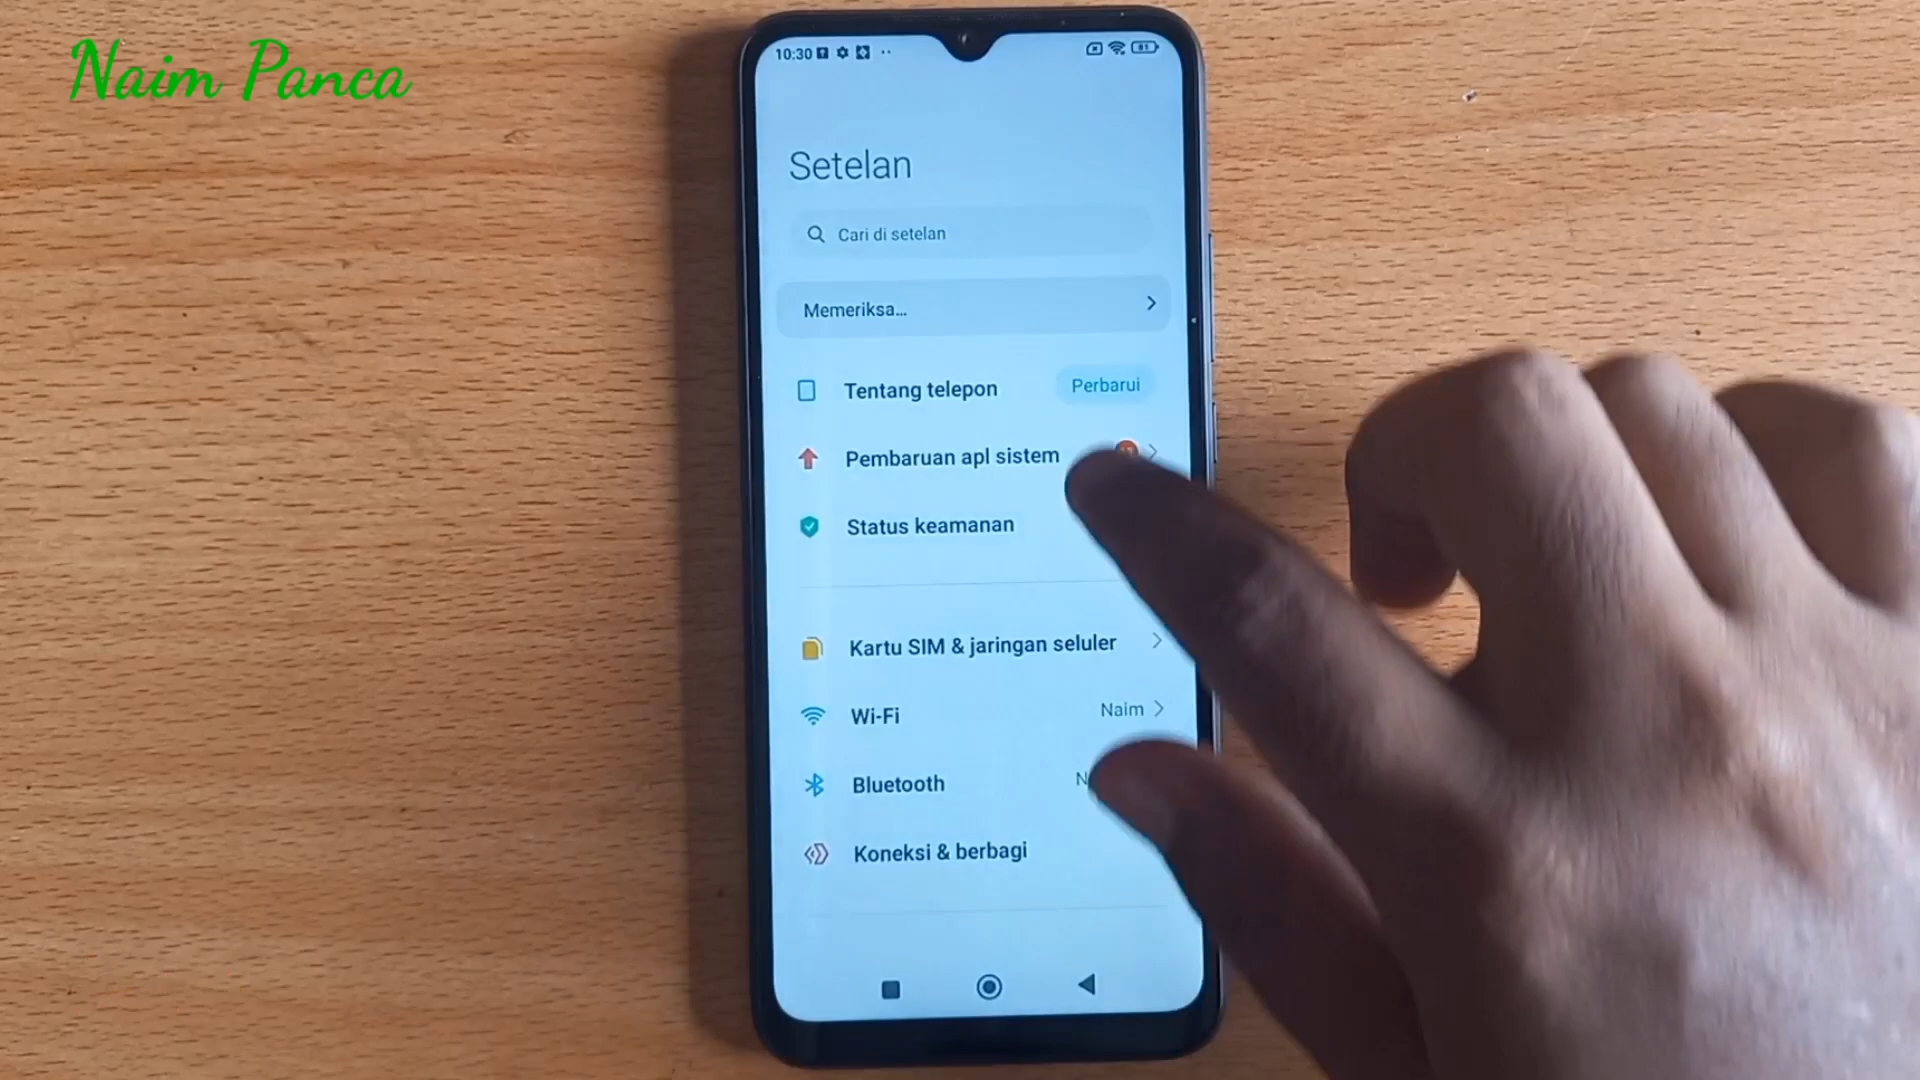 Naim Panca
10:30
81
Setelan
Cari di setelan
Memeriksa...
Tentang telepon
Perbarui
Pembaruan apl sistem
Status keamanan
Kartu SIM & jaringan seluler
Wi-Fi
Naim
Bluetooth
Koneksi & berbagi